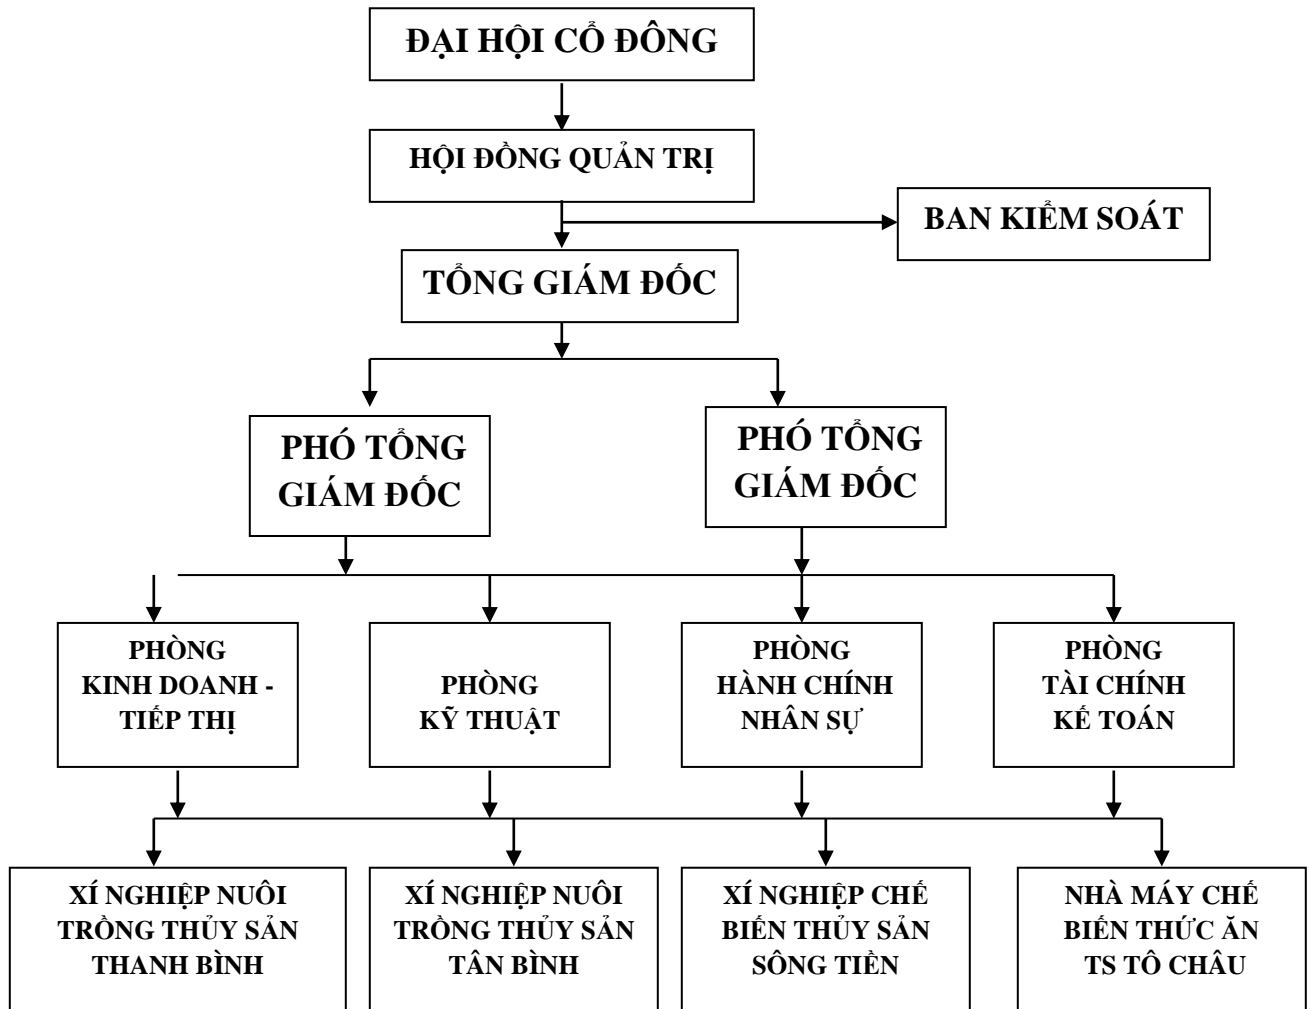 ĐẠI HỘI CỔ ĐÔNG
HỘI ĐỒNG QUẢN TRỊ
BAN KIỂM SOÁT
TỔNG GIÁM ĐỐC
PHÓ TỔNG
GIÁM ĐỐC
PHÓ TỔNG
GIÁM ĐỐC
PHÒNG
KINH DOANH -
TIẾP THỊ
PHÒNG
KỸ THUẬT
PHÒNG
HÀNH CHÍNH
NHÂN SỰ
PHÒNG
TÀI CHÍNH
KẾ TOÁN
XÍ NGHIỆP NUÔI
TRỒNG THỦY SẢN
THANH BÌNH
XÍ NGHIỆP NUÔI
TRỒNG THỦY SẢN
TÂN BÌNH
XÍ NGHIỆP CHẾ
BIẾN THỦY SẢN
SÔNG TIỀN
NHÀ MÁY CHẾ
BIẾN THỨC ĂN
TS TÔ CHÂU